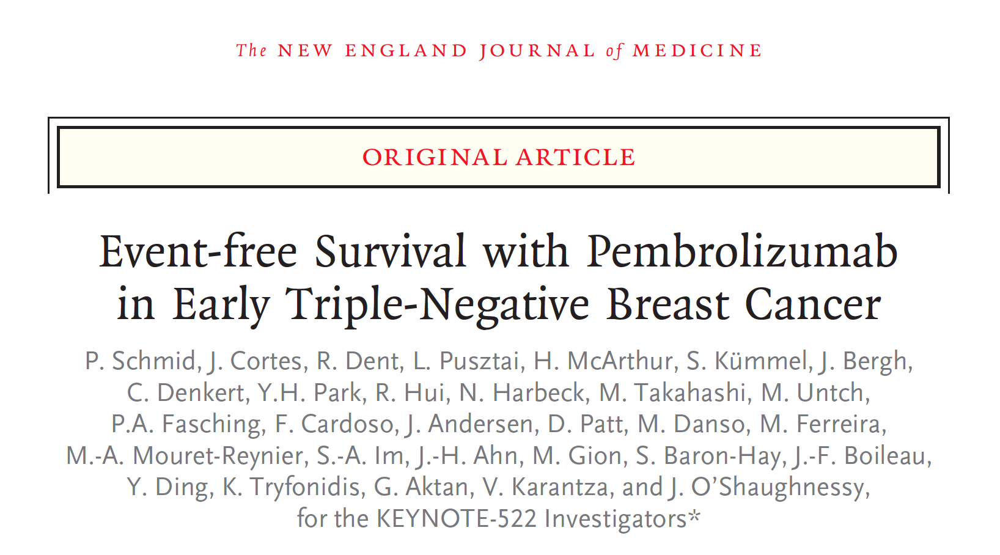 The NEW ENGLAND JOURNAL of MEDICINE
ORIGINAL ARTICLE
Event-free Survival with Pembrolizumab
in Early Triple-Negative Breast Cancer
P. Schmid, J. Cortes, R. Dent, L. Pusztai, H. McArthur, S. Kümmel, J. Bergh,
C. Denkert, Y.H. Park, R. Hui, N. Harbeck, M. Takahashi, M. Untch,
P.A. Fasching, F. Cardoso, J. Andersen, D. Patt, M. Danso, M. Ferreira,
M.-A. Mouret-Reynier, S.-A. Im, J.-H. Ahn, M. Gion, S. Baron-Hay, J.-F. Boileau,
Y. Ding, K. Tryfonidis, G. Aktan, V. Karantza, and J. O’Shaughnessy,
for the KEYNOTE-522 Investigators*